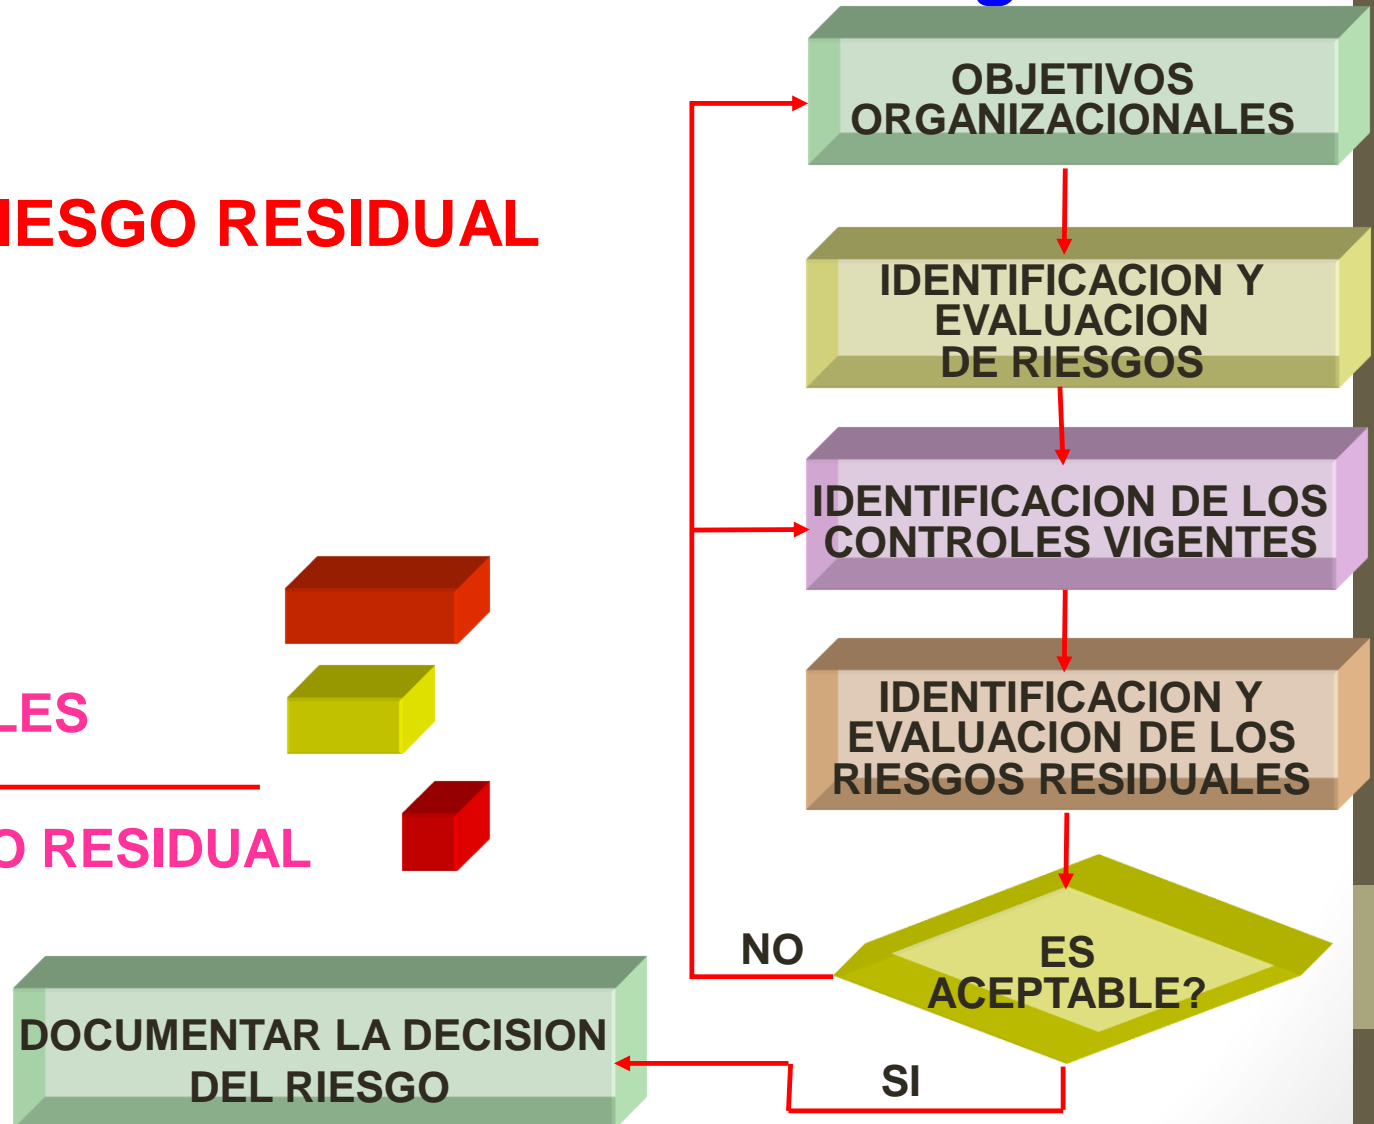 OBJETIVOS
ORGANIZACIONALES
IESGO RESIDUAL
IDENTIFICACION Y
EVALUACION
DE RIESGOS
IDENTIFICACION DE LOS
CONTROLES VIGENTES
LES
IDENTIFICACION Y
EVALUACION DE LOS
RIESGOS RESIDUALES
O RESIDUAL
NO
ES
ACEPTABLE?
DOCUMENTAR LA DECISION
DEL RIESGO
SI